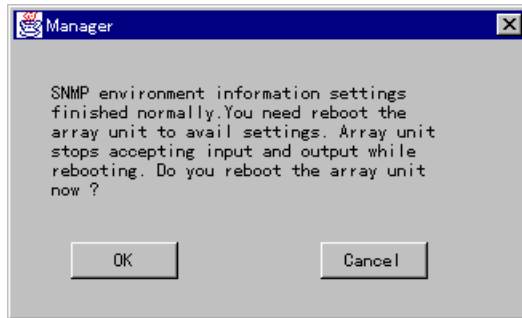 Manager
SNMP environment information settings
finished normally.You need reboot the
array unit to avail settings. Array unit
stops accepting input and output while
rebooting. Do you reboot the array unit
now ?
OK
Cancel